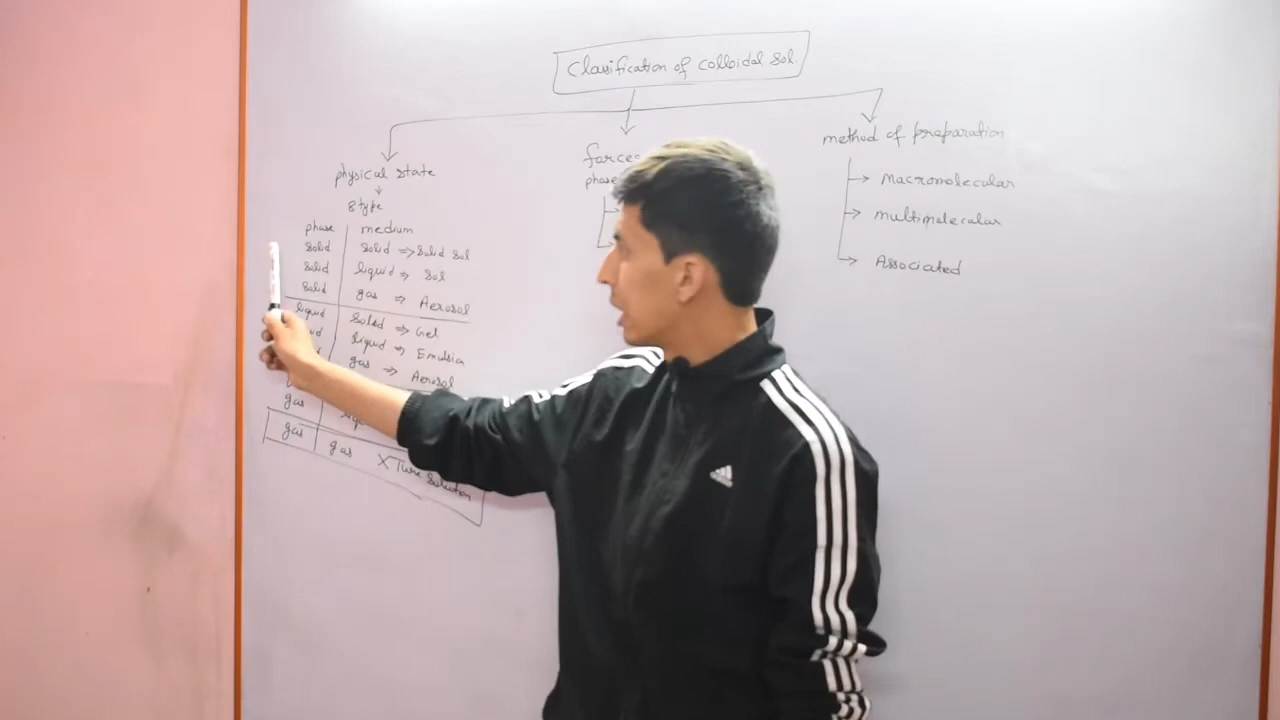 Classification of colloidal sol.
physical state
8 type
phase medium
solid solid => Solid Sol
solid liquid => Sol
solid gas => Aerosol
liquid Solid => Gel
liquid => Emulsion
gas => Aerosol
gas
gas gas X True Solution
forces
phase
method of preparation
→ Macromolecular
→ multimolecular
→ Associated
adidas